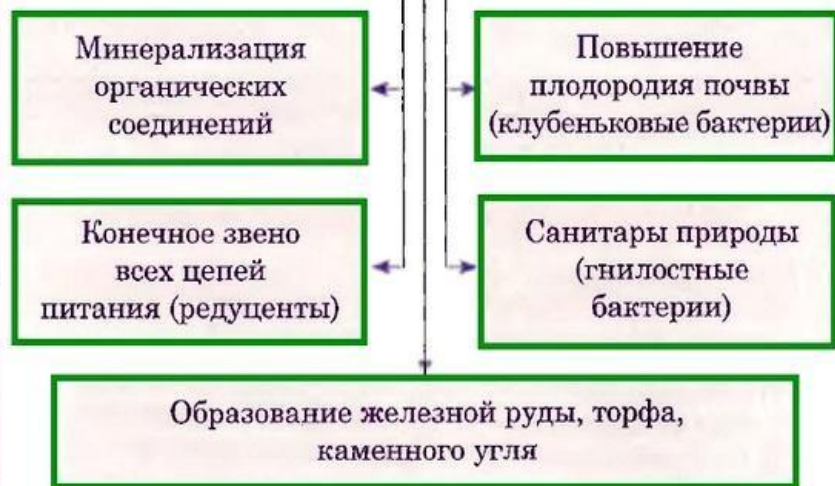 Минерализация
органических
соединений
Повышение
плодородия почвы
(клубеньковые бактерии)
Конечное звено
всех цепей
питания (редуценты)
Санитары природы
(гнилостные
бактерии)
Образование железной руды, торфа,
каменного угля